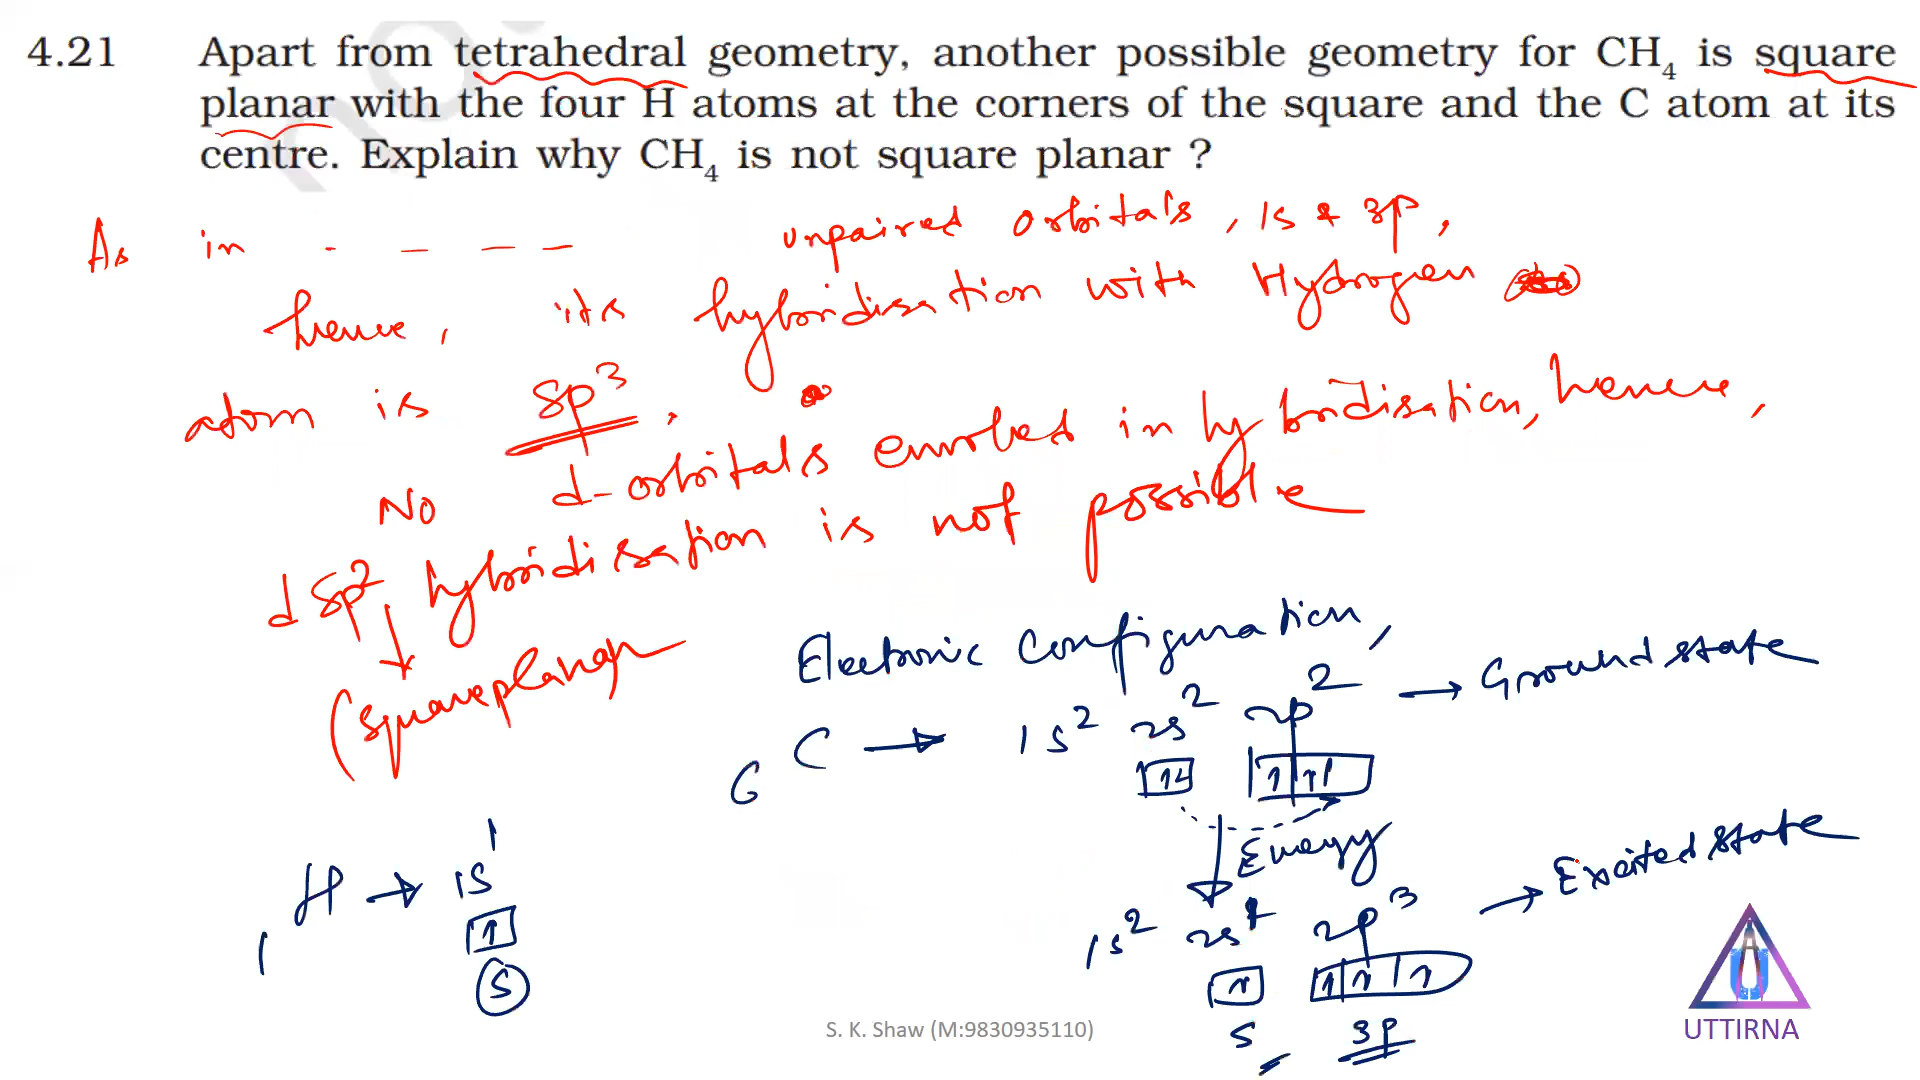 4.21 Apart from tetrahedral geometry, another possible geometry for CH₄ is square
planar with the four H atoms at the corners of the square and the C atom at its
centre. Explain why CH₄ is not square planar ?
As in - - - - unpaired orbitals, 1s & 3p,
hence, its hybridisation with Hydrogen
atom is sp³.
No d-orbitals envolved in hybridisation, hence,
dsp² hybridisation is not possible
(squareplanar
Electronic Configuration,
₆C → 1s² 2s² 2p² → Ground state
Energy
₁H → 1s¹
1s² 2s¹ 2p³ → Excited state
s
s 3p
S. K. Shaw (M:9830935110)
UTTIRNA